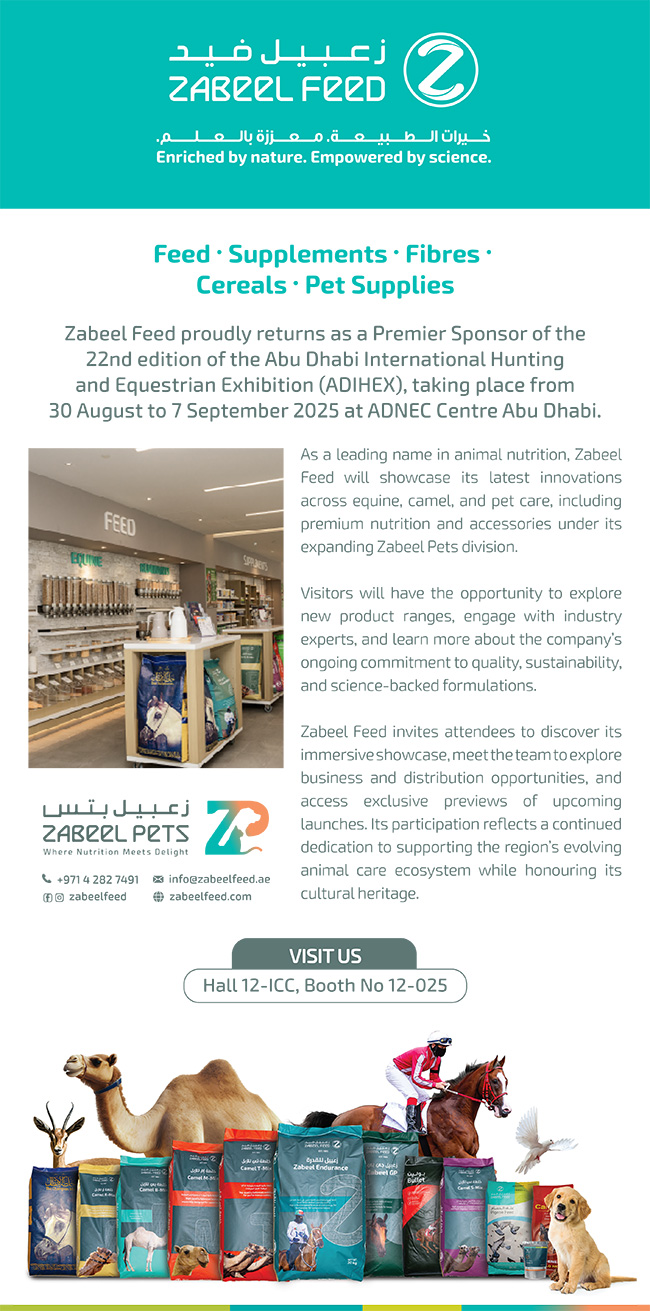 زعبيل فيد
ZABEEL FEED
خيرات الطبيعة. معززة بالعلم.
Enriched by nature. Empowered by science.
Feed · Supplements · Fibres ·
Cereals · Pet Supplies
Zabeel Feed proudly returns as a Premier Sponsor of the
22nd edition of the Abu Dhabi International Hunting
and Equestrian Exhibition (ADIHEX), taking place from
30 August to 7 September 2025 at ADNEC Centre Abu Dhabi.
FEED
EQUINE
SUPPLEMENTS
As a leading name in animal nutrition, Zabeel
Feed will showcase its latest innovations
across equine, camel, and pet care, including
premium nutrition and accessories under its
expanding Zabeel Pets division.
Visitors will have the opportunity to explore
new product ranges, engage with industry
experts, and learn more about the company's
ongoing commitment to quality, sustainability,
and science-backed formulations.
Zabeel Feed invites attendees to discover its
immersive showcase, meet the team to explore
business and distribution opportunities, and
access exclusive previews of upcoming
launches. Its participation reflects a continued
dedication to supporting the region's evolving
animal care ecosystem while honouring its
cultural heritage.
زعبيل بتس
ZABEEL PETS
Where Nutrition Meets Delight
+971 4 282 7491 info@zabeelfeed.ae
zabeelfeed zabeelfeed.com
VISIT US
Hall 12-ICC, Booth No 12-025
زعبيل فيد
ZABEEL FEED
زعبيل للقدرة
Zabeel Endurance
Camel M-Mix
Camel T-Mix
Zabeel GP
Bullet